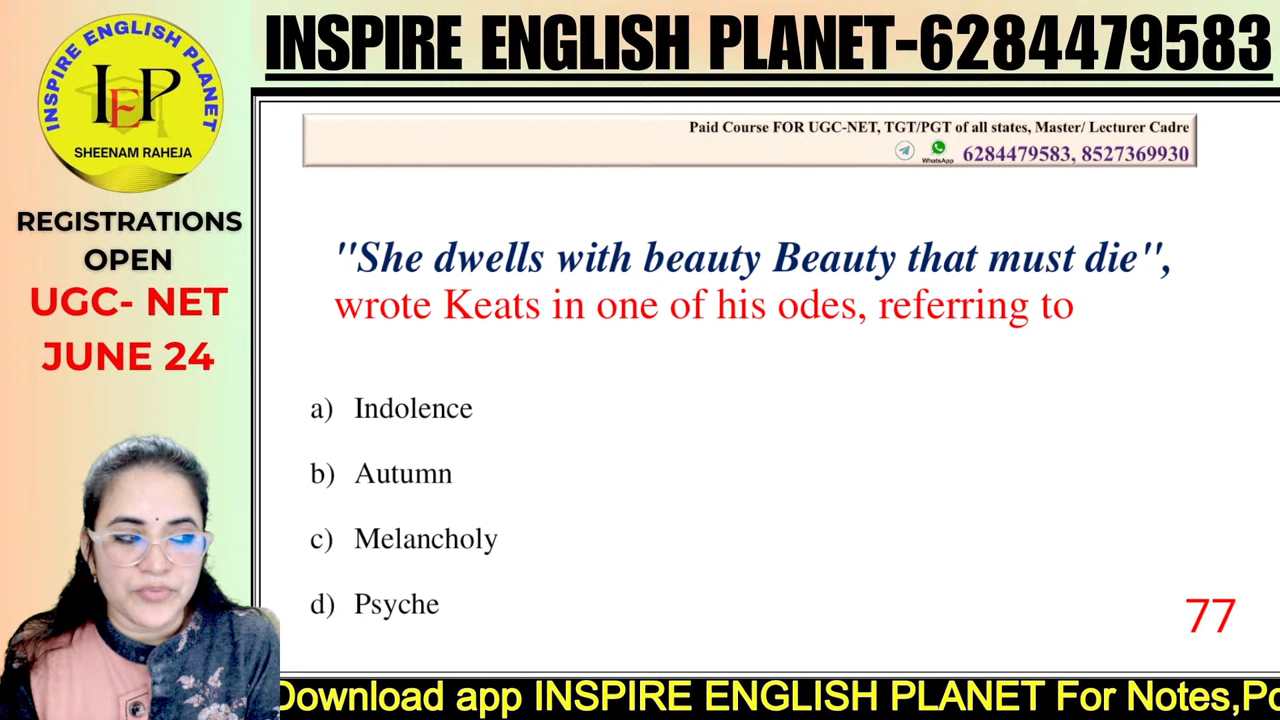 INSPIRE ENGLISH PLANET-6284479583
INSPIRE ENGLISH PLANET
IEP
SHEENAM RAHEJA
REGISTRATIONS
OPEN
UGC- NET
JUNE 24
Paid Course FOR UGC-NET, TGT/PGT of all states, Master/ Lecturer Cadre
WhatsApp 6284479583, 8527369930
"She dwells with beauty Beauty that must die",
wrote Keats in one of his odes, referring to
a) Indolence
b) Autumn
c) Melancholy
d) Psyche
77
Download app INSPIRE ENGLISH PLANET For Notes,